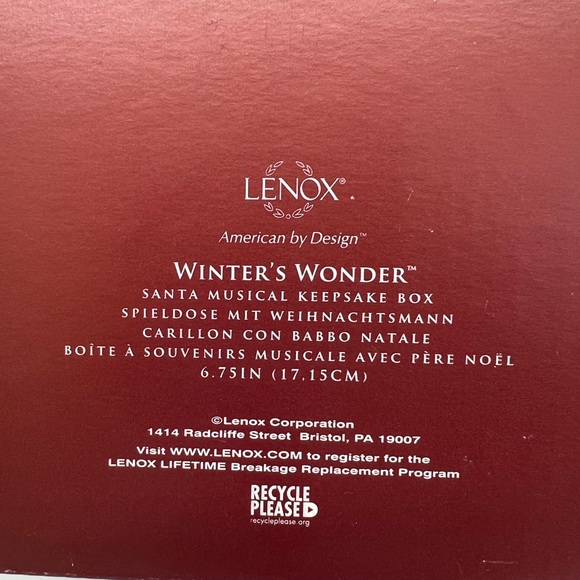 LENOX®
American by Design™
WINTER'S WONDER™
SANTA MUSICAL KEEPSAKE BOX
SPIELDOSE MIT WEIHNACHTSMANN
CARILLON CON BABBO NATALE
BOÎTE À SOUVENIRS MUSICALE AVEC PÈRE NOËL
6.75IN (17,15CM)
©Lenox Corporation
1414 Radcliffe Street Bristol, PA 19007
Visit WWW.LENOX.COM to register for the
LENOX LIFETIME Breakage Replacement Program
RECYCLE
PLEASE
recycleplease.org